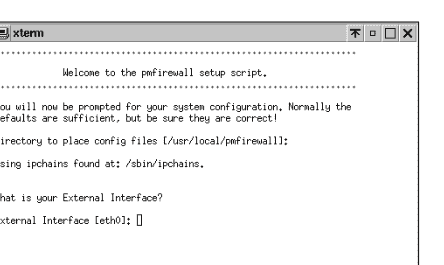 xterm
Welcome to the pmfirewall setup script.
ou will now be prompted for your system configuration. Normally the
efaults are sufficient, but be sure they are correct!
irectory to place config files [/usr/local/pmfirewall]:
sing ipchains found at: /sbin/ipchains.
hat is your External Interface?
xternal Interface [eth0]: